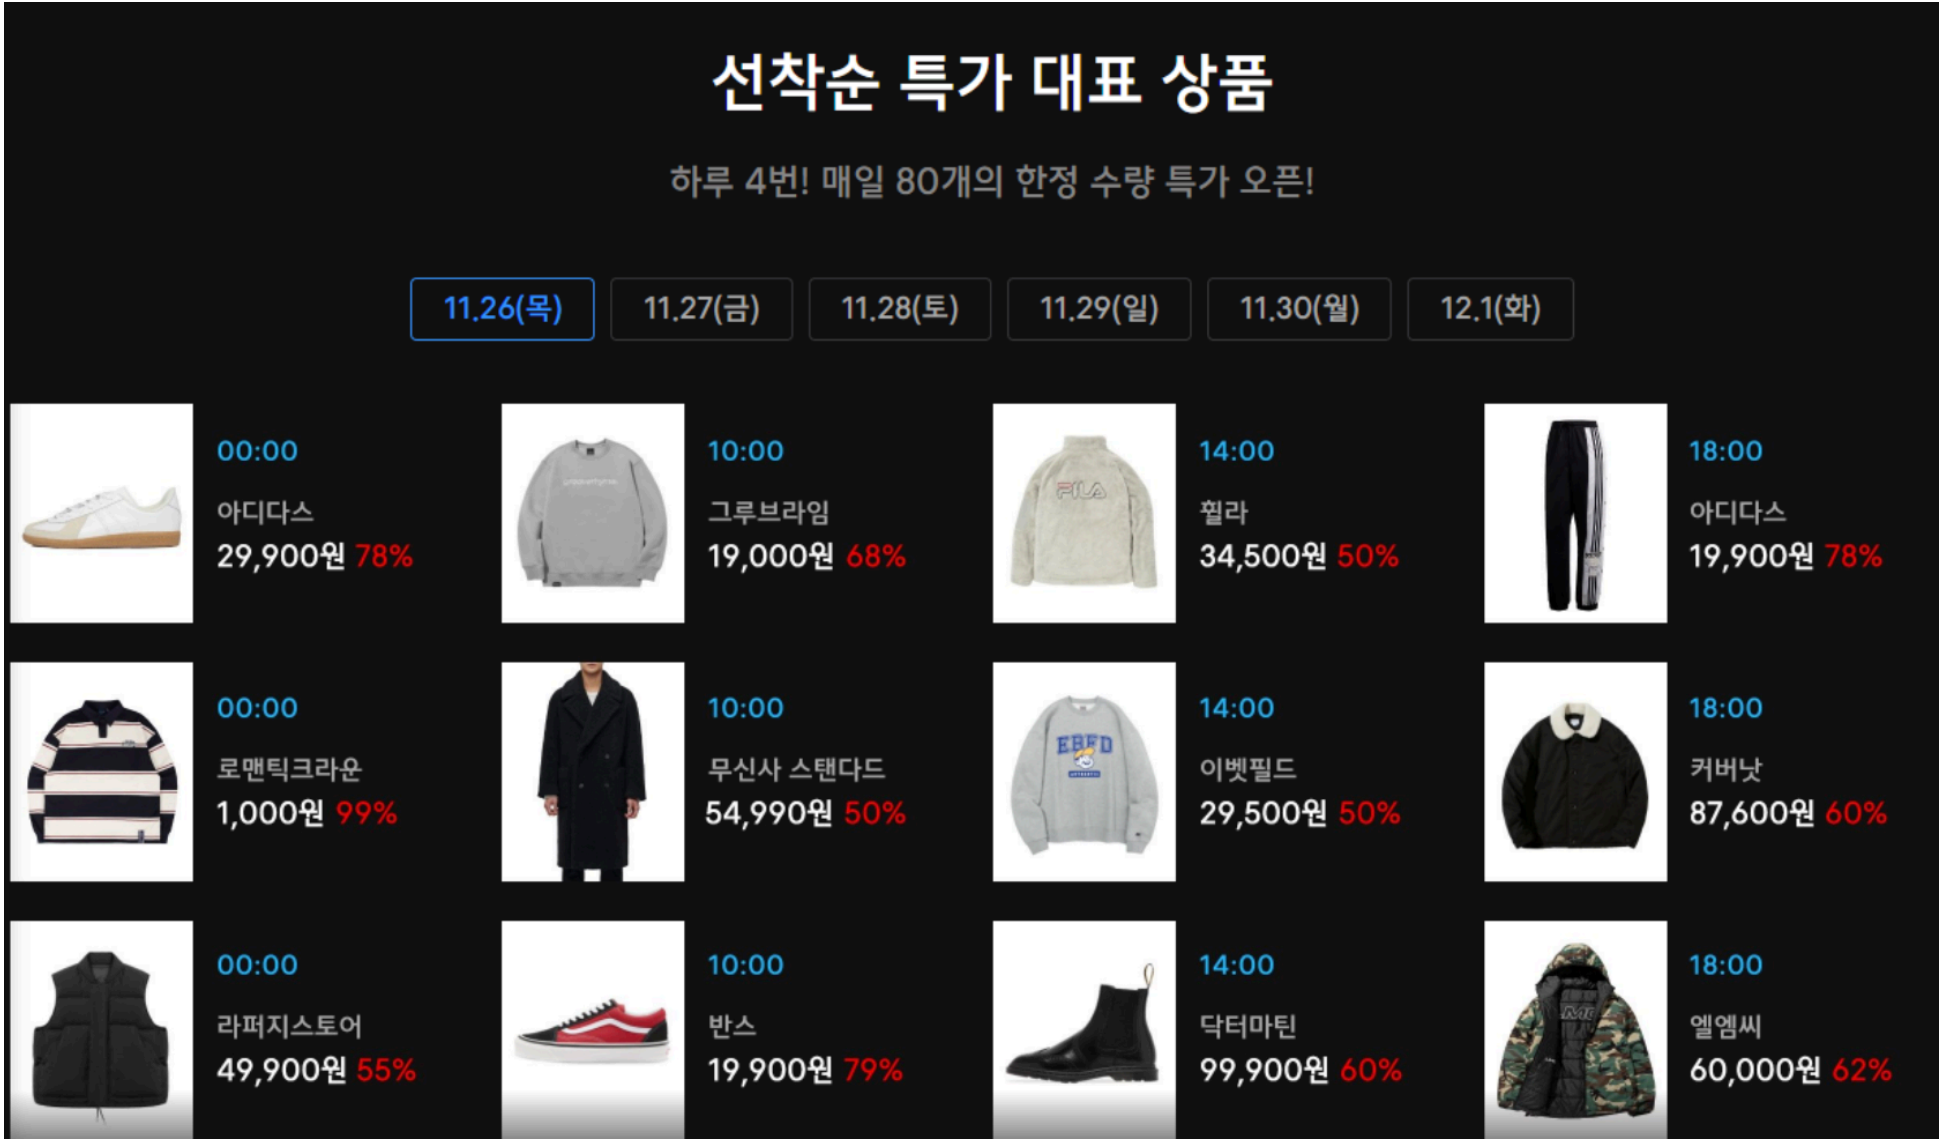 선착순 특가 대표 상품
하루 4번! 매일 80개의 한정 수량 특가 오픈!
11.26(목) 11.27(금) 11.28(토) 11.29(일) 11.30(월) 12.1(화)
00:00
아디다스
29,900원 78%
10:00
그루브라임
19,000원 68%
FILA
14:00
휠라
34,500원 50%
18:00
아디다스
19,900원 78%
00:00
로맨틱크라운
1,000원 99%
10:00
무신사 스탠다드
54,990원 50%
EBFD
14:00
이벳필드
29,500원 50%
18:00
커버낫
87,600원 60%
00:00
라퍼지스토어
49,900원 55%
10:00
반스
19,900원 79%
14:00
닥터마틴
99,900원 60%
18:00
엘엠씨
60,000원 62%